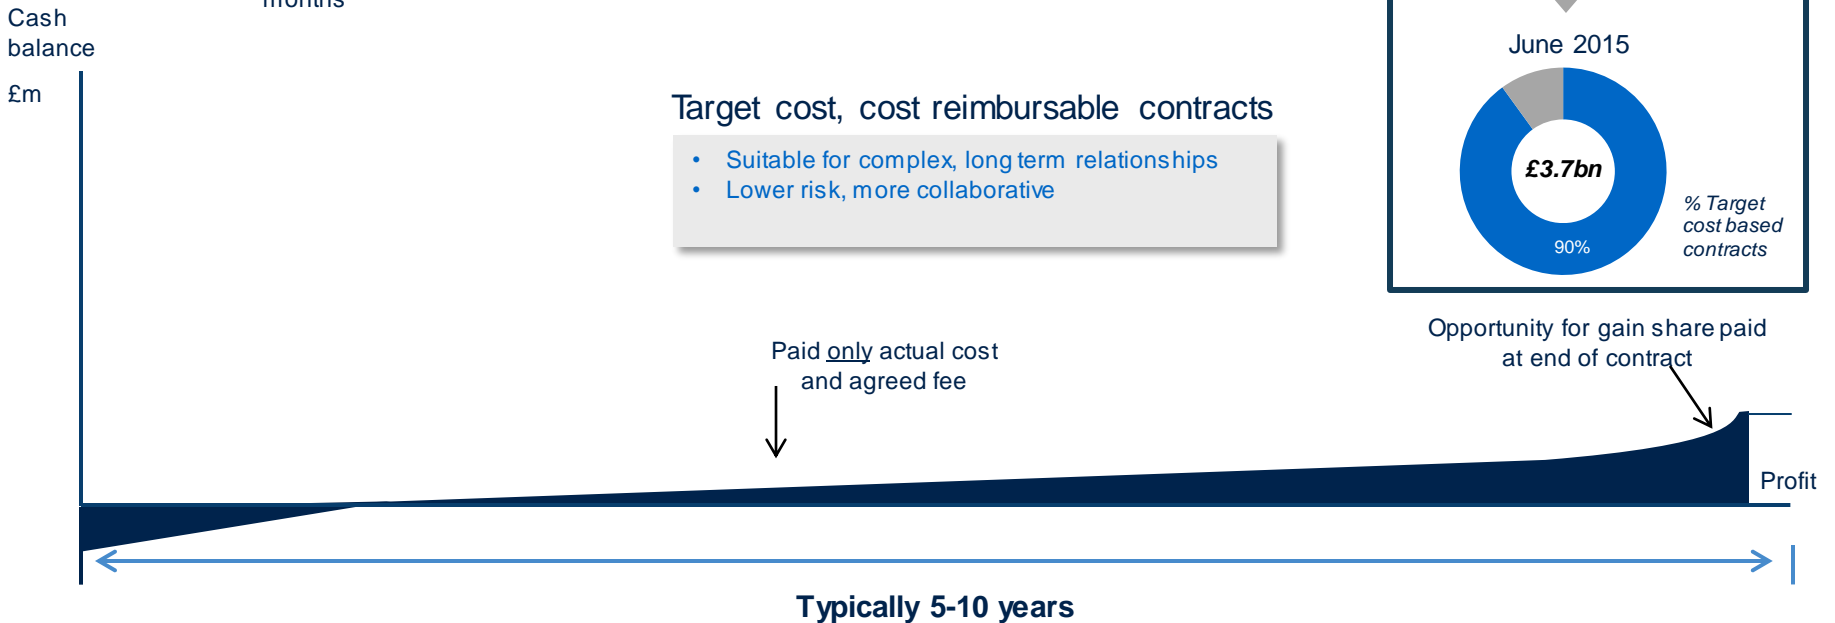 months
Cash
balance
£m
June 2015
Target cost, cost reimbursable contracts
• Suitable for complex, long term relationships
• Lower risk, more collaborative
£3.7bn
% Target
cost based
contracts
90%
Opportunity for gain share paid
at end of contract
Paid only actual cost
and agreed fee
Profit
Typically 5-10 years